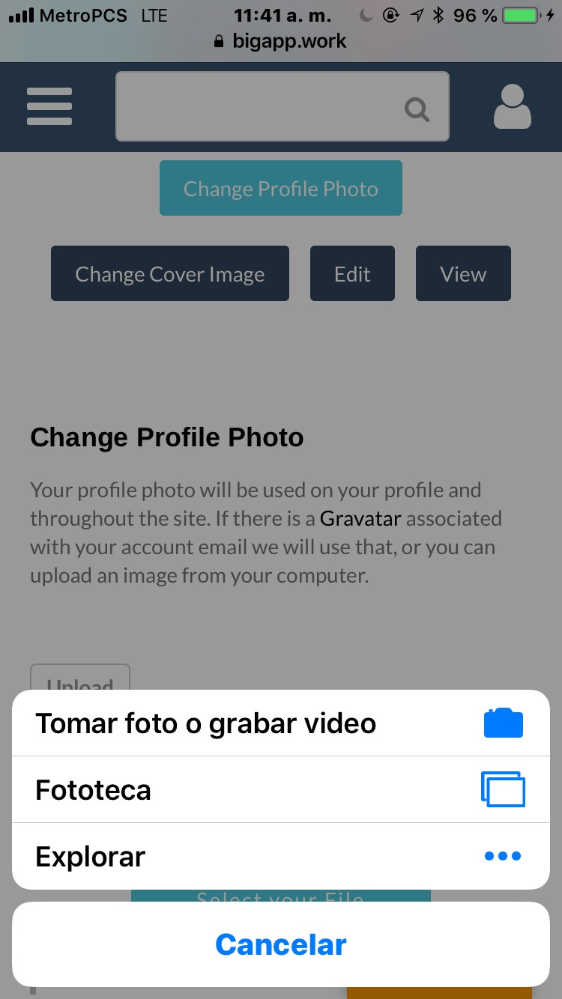 MetroPCS LTE 11:41 a. m. 96 %
bigapp.work
Change Profile Photo
Change Cover Image Edit View
Change Profile Photo
Your profile photo will be used on your profile and
throughout the site. If there is a Gravatar associated
with your account email we will use that, or you can
upload an image from your computer.
Upload
Tomar foto o grabar video
Fototeca
Explorar
Select your File
Cancelar